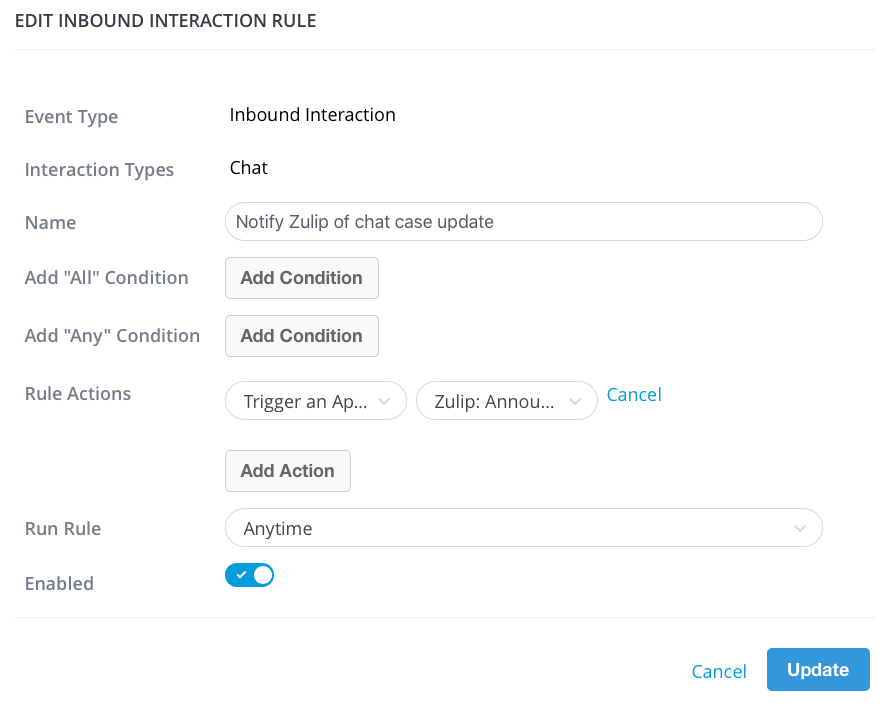 EDIT INBOUND INTERACTION RULE
Event Type Inbound Interaction
Interaction Types Chat
Name Notify Zulip of chat case update
Add "All" Condition Add Condition
Add "Any" Condition Add Condition
Rule Actions Trigger an Ap... Zulip: Annou... Cancel
Add Action
Run Rule Anytime
Enabled
Cancel Update